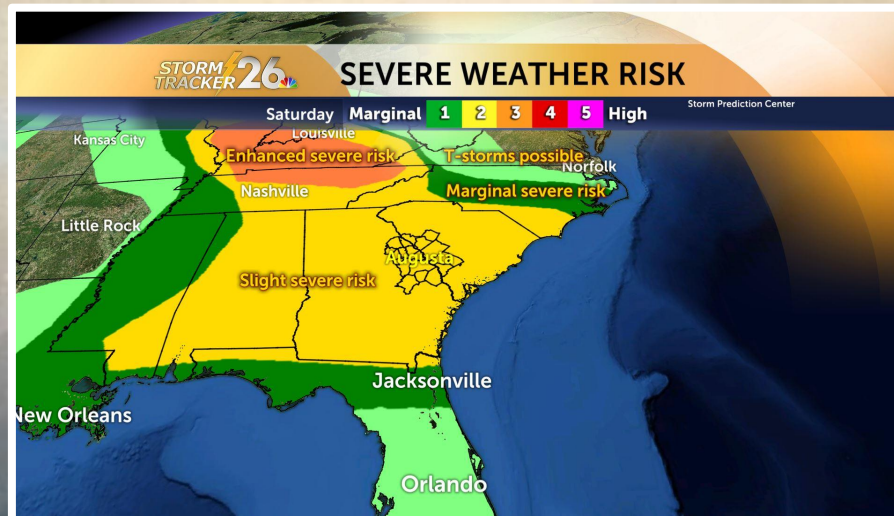 STORM TRACKER 26 SEVERE WEATHER RISK
Saturday Marginal 1 2 3 4 5 High Storm Prediction Center
Kansas City Louisville
Enhanced severe risk T-storms possible
Norfolk
Nashville Marginal severe risk
Little Rock
Augusta
Slight severe risk
Jacksonville
New Orleans
Orlando